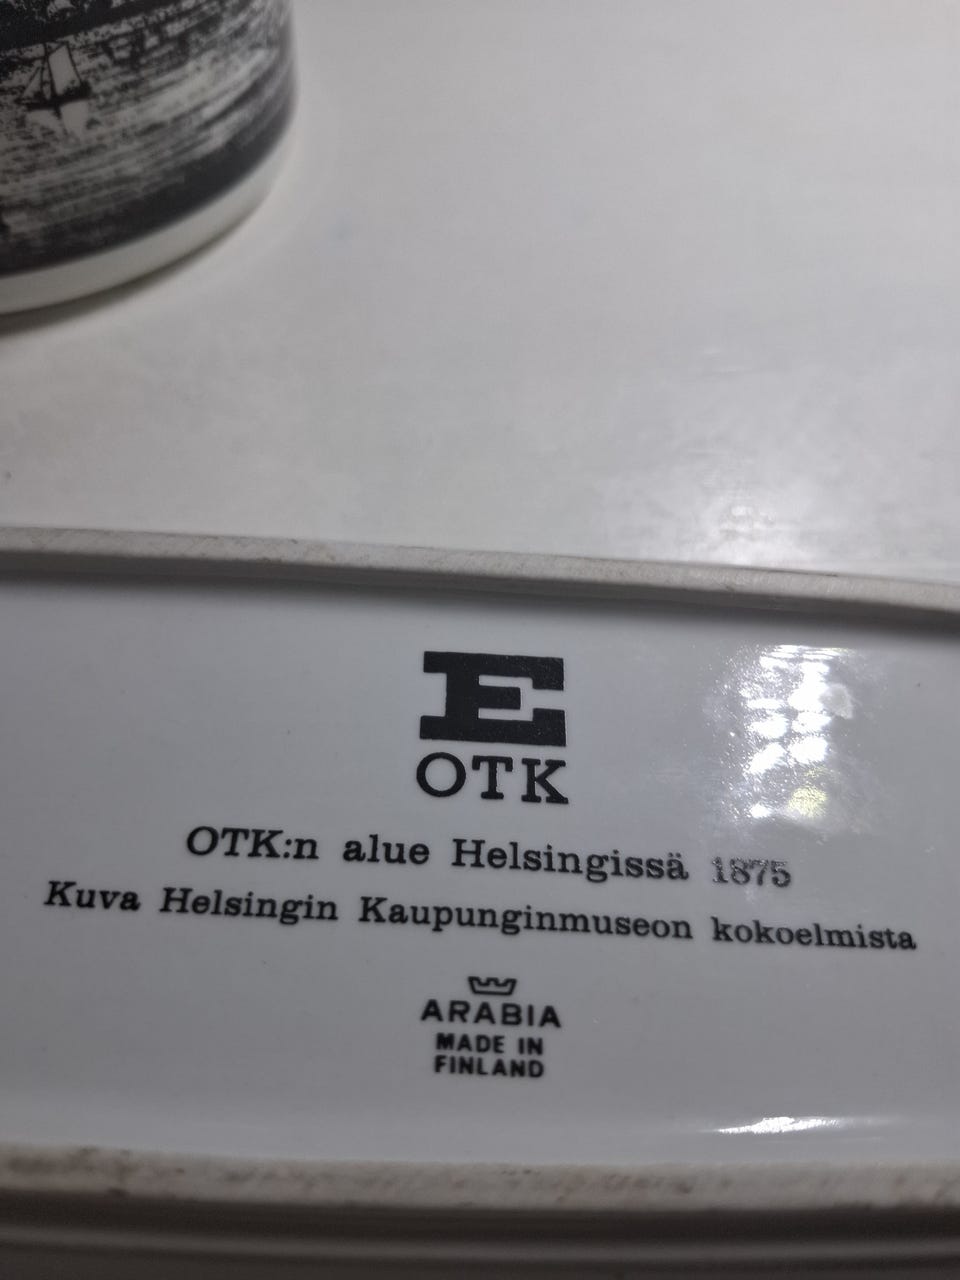 E
OTK
OTK:n alue Helsingissä 1875
Kuva Helsingin Kaupunginmuseon kokoelmista
ARABIA
MADE IN
FINLAND